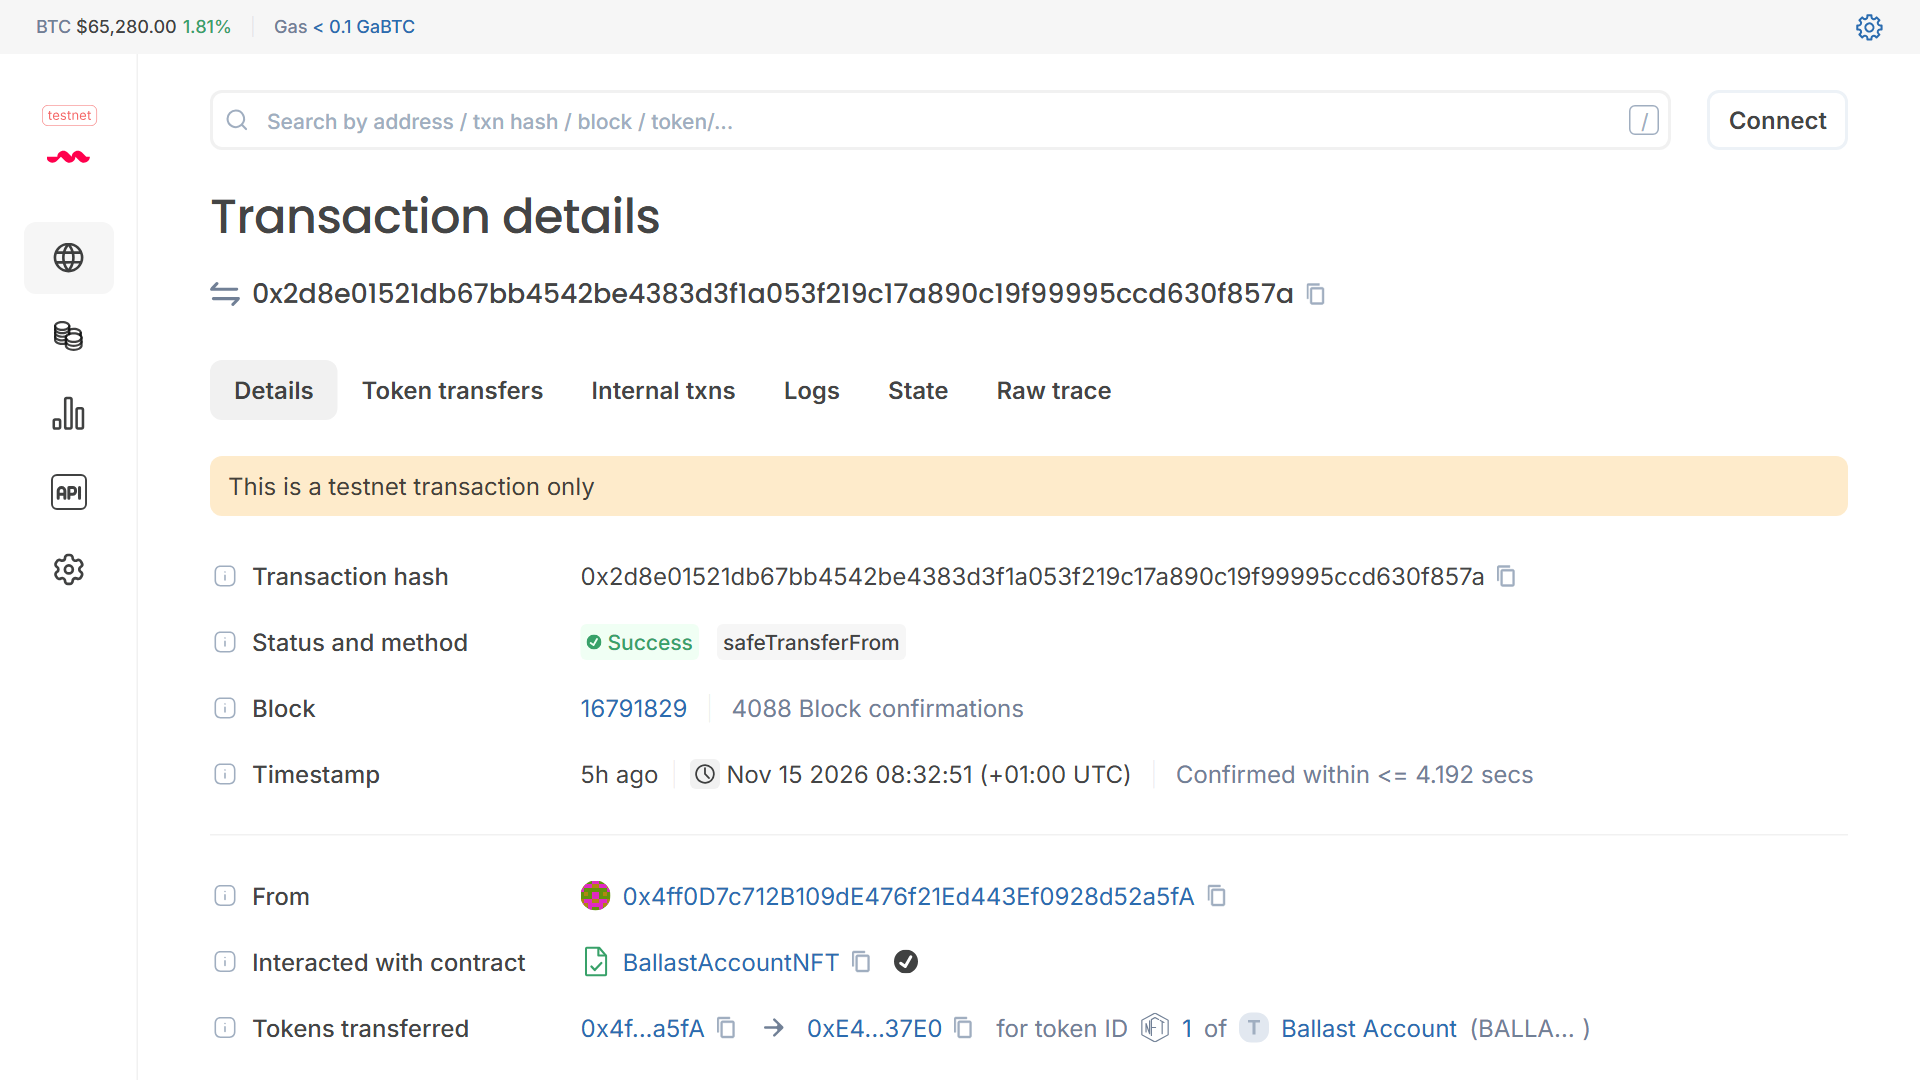 BTC $65,280.00 1.81% Gas < 0.1 GaBTC
testnet
Search by address / txn hash / block / token/... /
Connect
Transaction details
0x2d8e01521db67bb4542be4383d3f1a053f219c17a890c19f99995ccd630f857a
Details Token transfers Internal txns Logs State Raw trace
API
This is a testnet transaction only
Transaction hash 0x2d8e01521db67bb4542be4383d3f1a053f219c17a890c19f99995ccd630f857a
Status and method Success safeTransferFrom
Block 16791829 4088 Block confirmations
Timestamp 5h ago Nov 15 2026 08:32:51 (+01:00 UTC) Confirmed within <= 4.192 secs
From 0x4ff0D7c712B109dE476f21Ed443Ef0928d52a5fA
Interacted with contract BallastAccountNFT
Tokens transferred 0x4f...a5fA → 0xE4...37E0 for token ID NFT 1 of T Ballast Account (BALLA... )